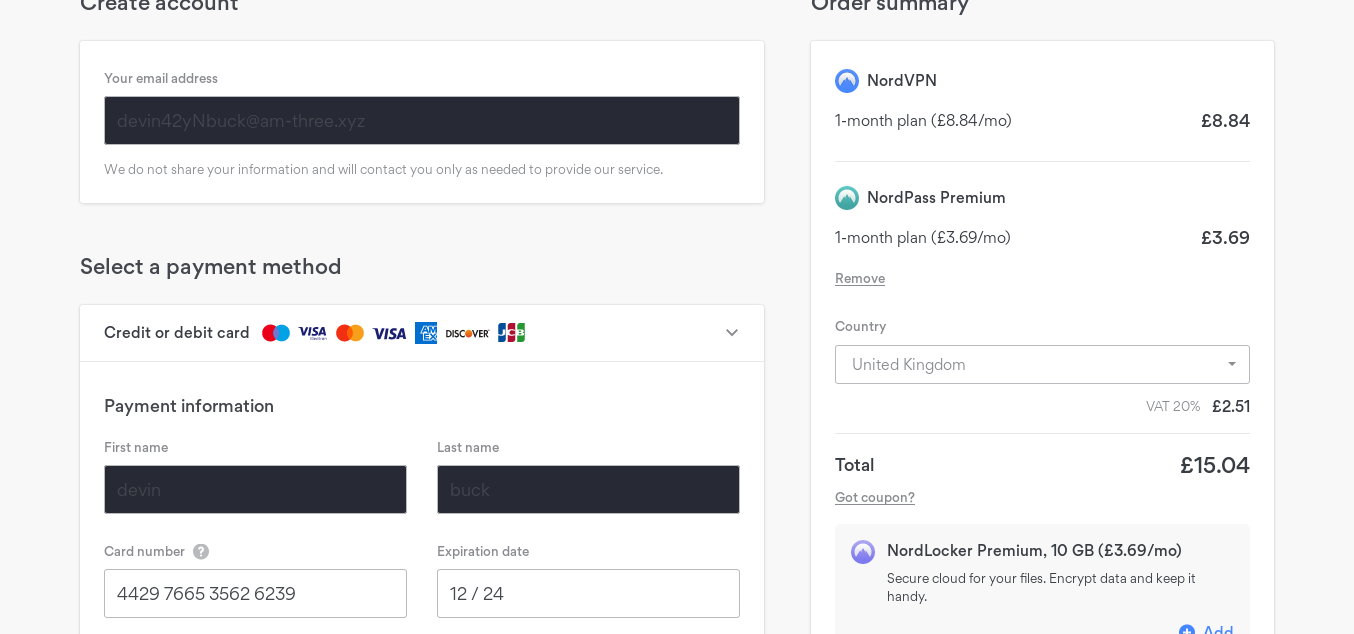 Create account
Your email address
devin42yNbuck@am-three.xyz
We do not share your information and will contact you only as needed to provide our service.
Select a payment method
Credit or debit card VISA Electron VISA AMEX DISCOVER JCB
Payment information
First name Last name
devin buck
Card number ? Expiration date
4429 7665 3562 6239 12 / 24
Order summary
NordVPN
1-month plan (£8.84/mo) £8.84
NordPass Premium
1-month plan (£3.69/mo) £3.69
Remove
Country
United Kingdom
VAT 20% £2.51
Total £15.04
Got coupon?
NordLocker Premium, 10 GB (£3.69/mo)
Secure cloud for your files. Encrypt data and keep it
handy.
Add